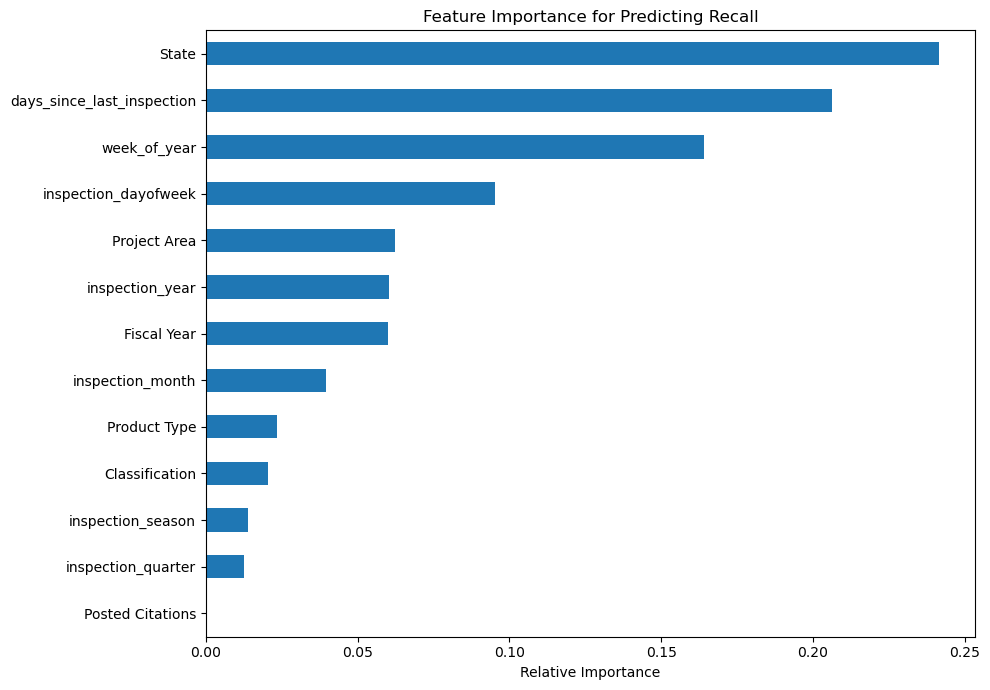 Feature Importance for Predicting Recall
State
days_since_last_inspection
week_of_year
inspection_dayofweek
Project Area
inspection_year
Fiscal Year
inspection_month
Product Type
Classification
inspection_season
inspection_quarter
Posted Citations
0.00 0.05 0.10 0.15 0.20 0.25
Relative Importance